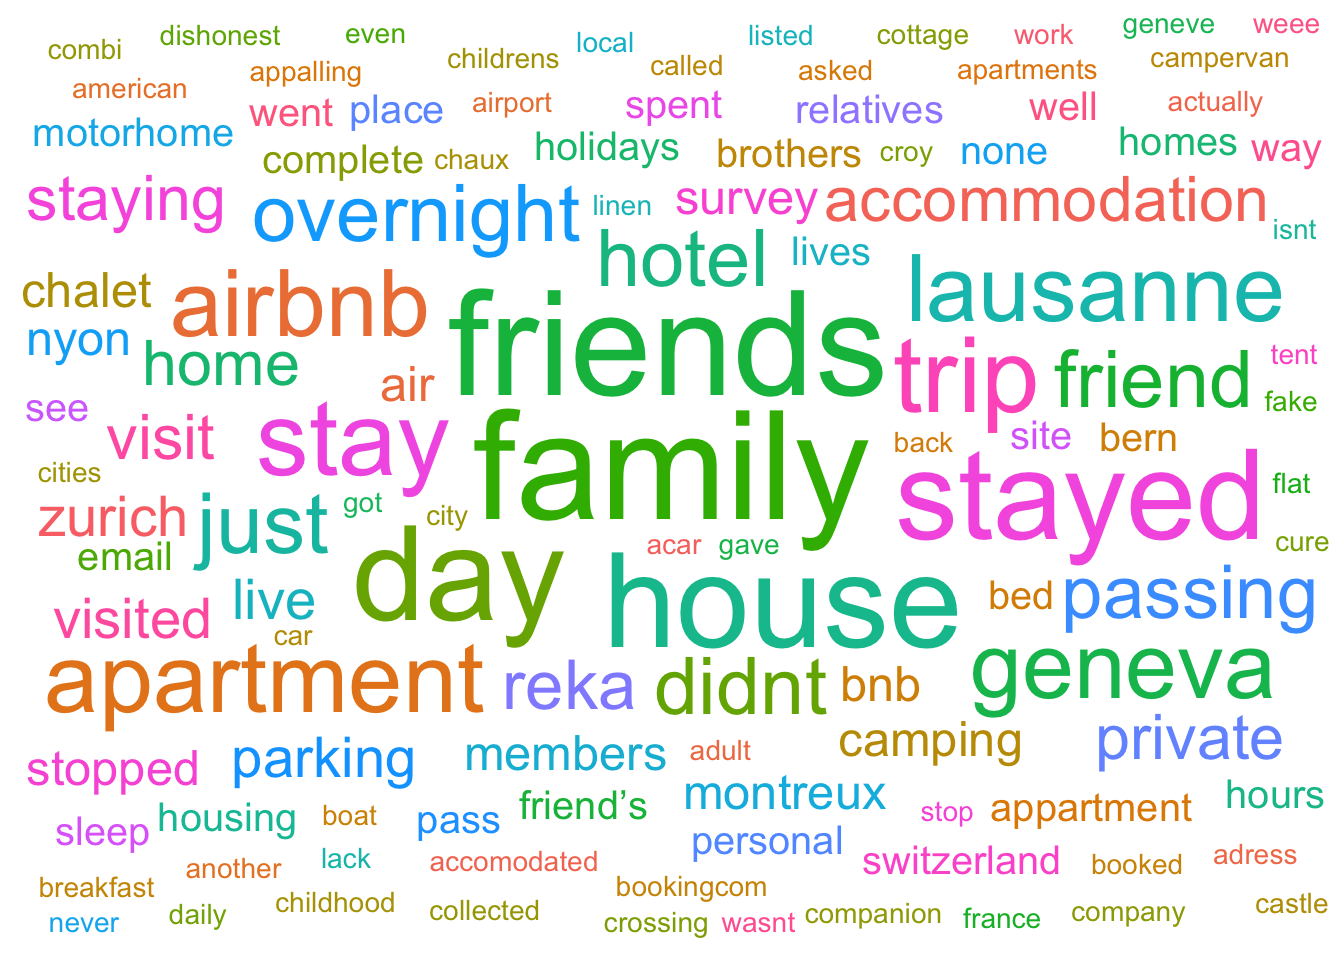 combi dishonest even childrens local called listed asked cottage work geneve weee
american appalling airport apartments campervan
motorhome went place spent relatives well actually
complete chaux holidays brothers croy none homes way
staying overnight linen survey accommodation isnt
chalet airbnb hotel lives lausanne
nyon home air friends trip friend tent
see visit stay family back site bern fake
cities
zurich just got city stayed flat
email day acar gave cure
visited live house bed passing
car
apartment reka didnt bnb geneva
stopped parking members adult camping private
sleep housing boat pass friend’s montreux stop appartment hours
another lack accomodated personal switzerland booked adress
breakfast childhood collected bookingcom companion company castle
never daily crossing wasnt france